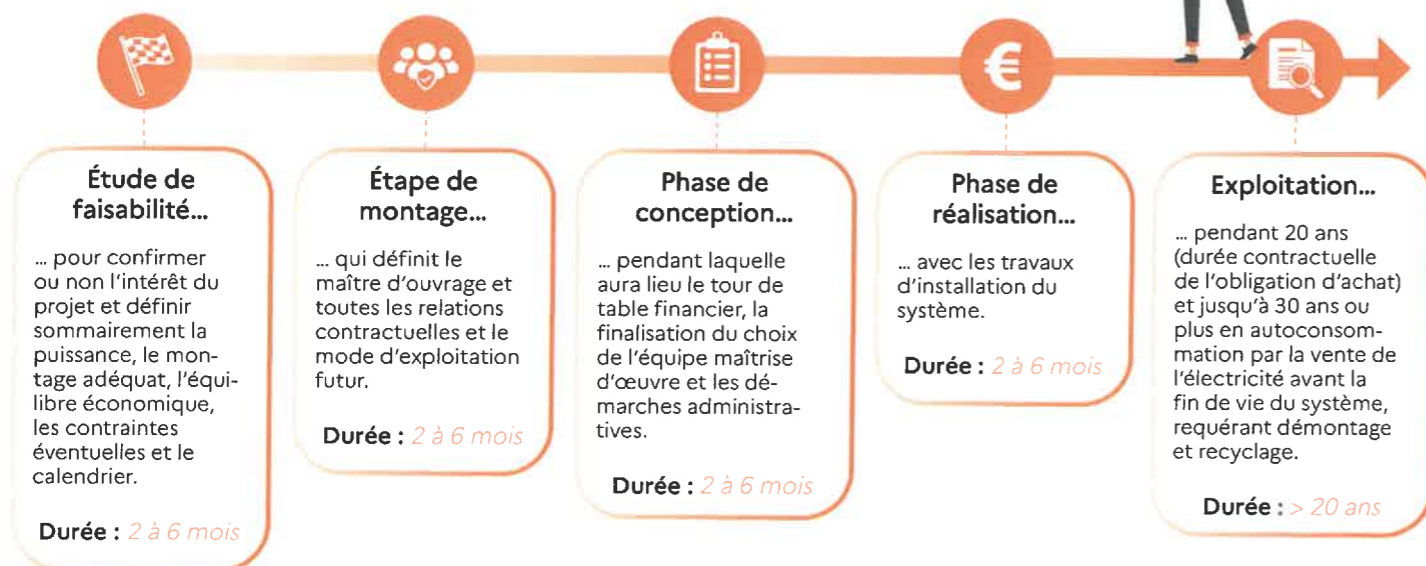 €
Étude de
faisabilité...
... pour confirmer
ou non l'intérêt du
projet et définir
sommairement la
puissance, le mon-
tage adéquat, l'équi-
libre économique,
les contraintes
éventuelles et le
calendrier.
Durée : 2 à 6 mois
Étape de
montage...
... qui définit le
maître d'ouvrage et
toutes les relations
contractuelles et le
mode d'exploitation
futur.
Durée : 2 à 6 mois
Phase de
conception...
... pendant laquelle
aura lieu le tour de
table financier, la
finalisation du choix
de l'équipe maîtrise
d'œuvre et les dé-
marches administra-
tives.
Durée : 2 à 6 mois
Phase de
réalisation...
... avec les travaux
d'installation du
système.
Durée : 2 à 6 mois
Exploitation...
... pendant 20 ans
(durée contractuelle
de l'obligation d'achat)
et jusqu'à 30 ans ou
plus en autoconsom-
mation par la vente de
l'électricité avant la
fin de vie du système,
requérant démontage
et recyclage.
Durée : > 20 ans